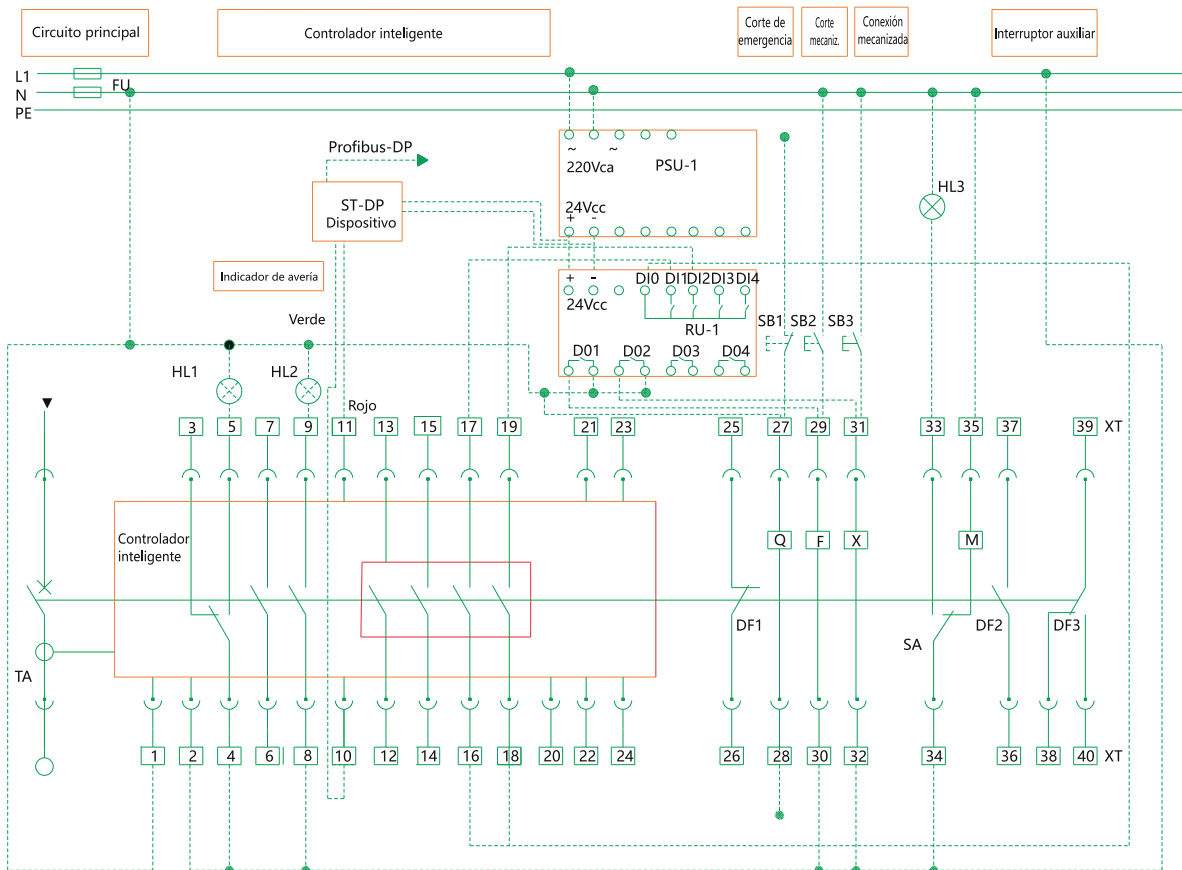 Circuito principal
Controlador inteligente
Corte de
emergencia
Corte
mecaniz.
Conexión
mecanizada
Interruptor auxiliar
L1
FU
N
PE
Profibus-DP
ST-DP
Dispositivo
~ ~
220Vca
PSU-1
24Vcc
+ -
HL3
Indicador de avería
+ -
DI0 DI1 DI2 DI3 DI4
24Vcc
RU-1
D01 D02 D03 D04
SB1 SB2 SB3
Verde
HL1
HL2
Rojo
3 5 7 9 11 13 15 17 19 21 23 25 27 29 31 33 35 37 39 XT
Controlador
inteligente
Q F X M
DF1
SA
DF2
DF3
TA
1 2 4 6 8 10 12 14 16 18 20 22 24 26 28 30 32 34 36 38 40 XT